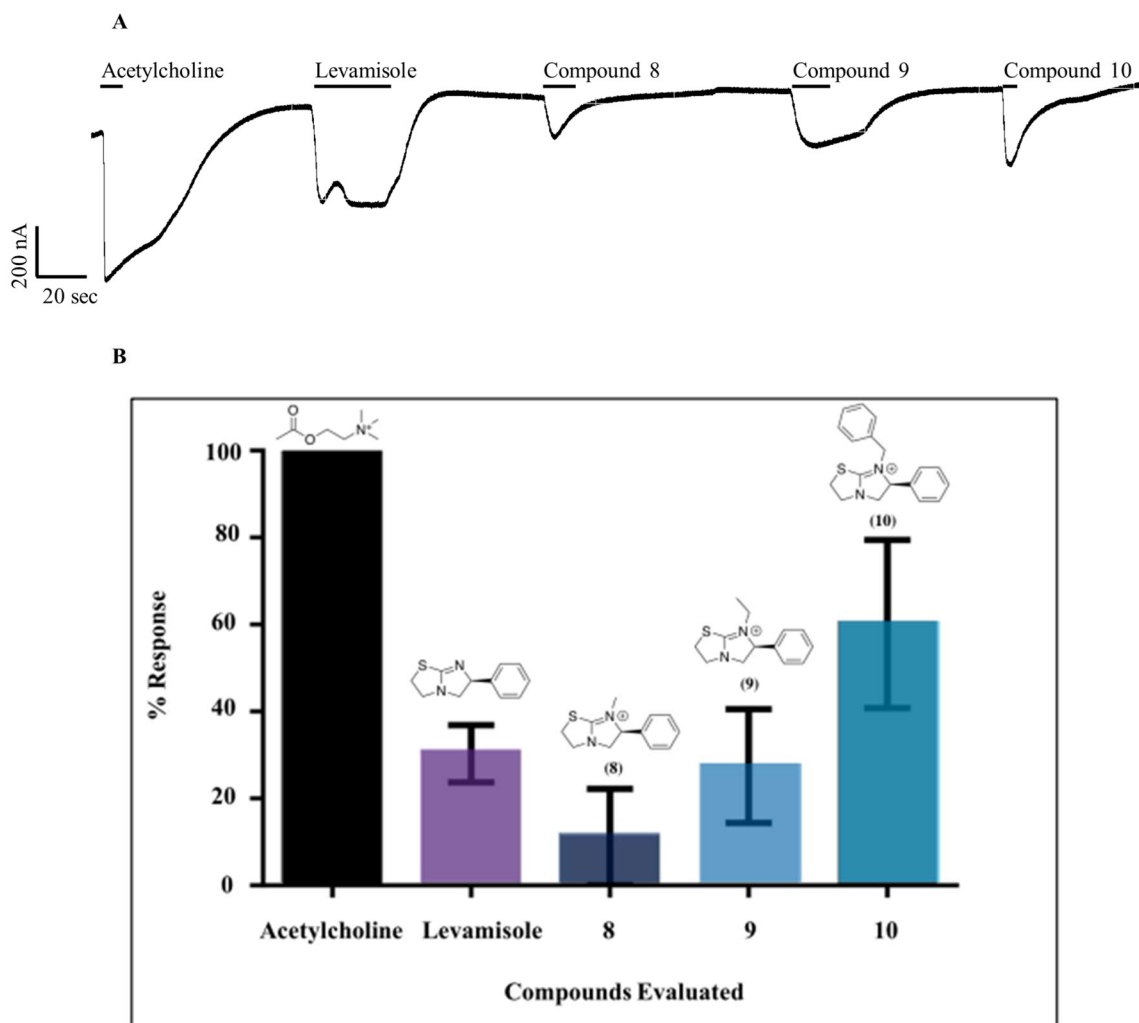 A
Acetylcholine Levamisole Compound 8 Compound 9 Compound 10
200 nA
20 sec
B
O
O
N+
S
N
N
S
N
⊕
N
(8)
S
N
⊕
N
(9)
S
N
⊕
N
(10)
% Response
100
80
60
40
20
0
Acetylcholine Levamisole 8 9 10
Compounds Evaluated